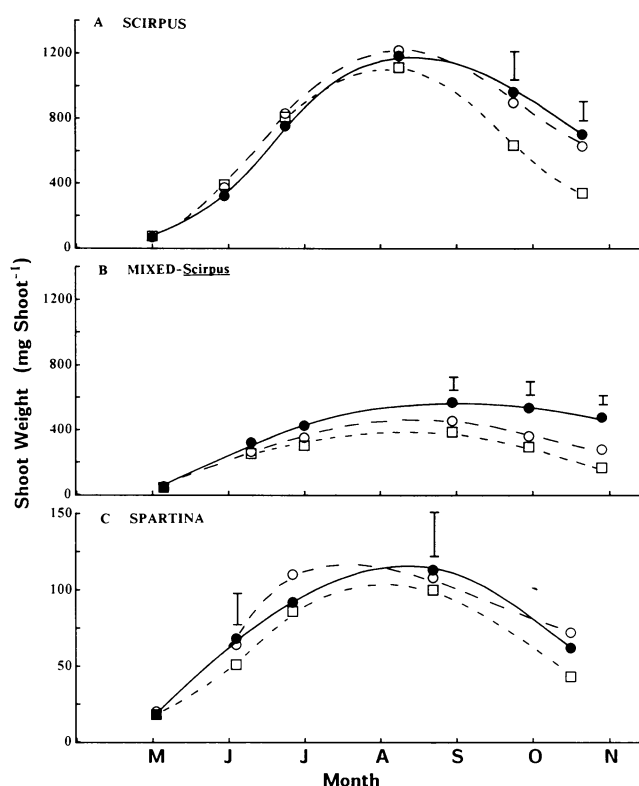 A SCIRPUS
1200
800
400
0
B MIXED-Scirpus
1200
800
400
0
C SPARTINA
150
100
50
0
M J J A S O N
Month
Shoot Weight (mg Shoot⁻¹)